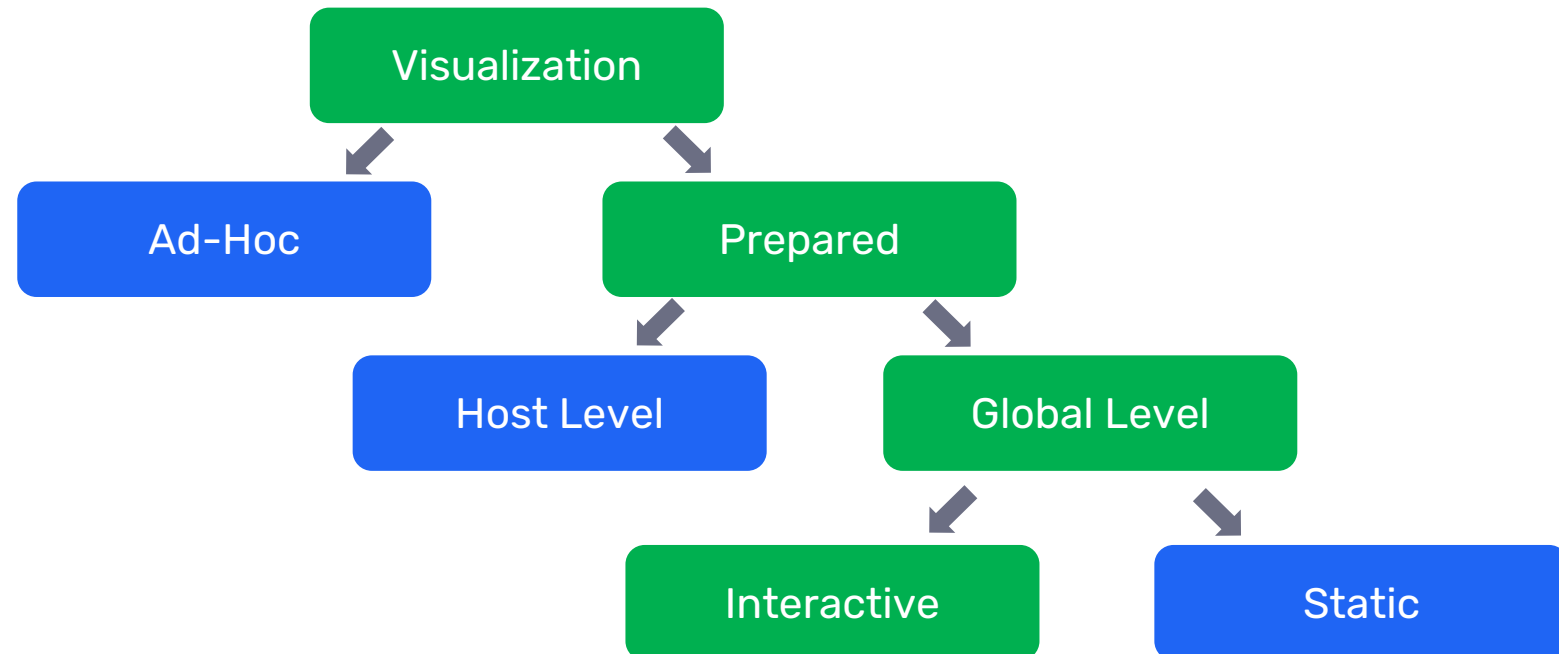 Visualization
Ad-Hoc
Prepared
Host Level
Global Level
Interactive
Static